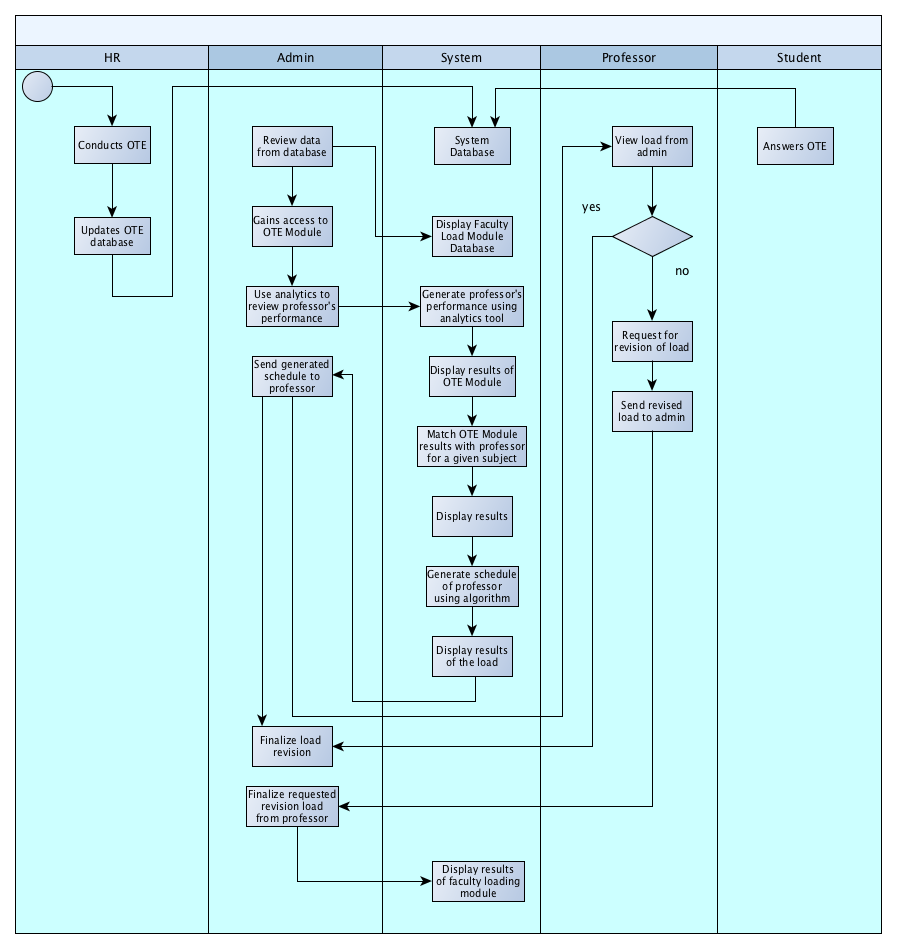 HR
Admin
System
Professor
Student
Conducts OTE
Updates OTE
database
Review data
from database
Gains access to
OTE Module
Use analytics to
review professor's
performance
Send generated
schedule to
professor
Finalize load
revision
Finalize requested
revision load
from professor
System
Database
Display Faculty
Load Module
Database
Generate professor's
performance using
analytics tool
Display results of
OTE Module
Match OTE Module
results with professor
for a given subject
Display results
Generate schedule
of professor
using algorithm
Display results
of the load
Display results
of faculty loading
module
View load from
admin
yes
no
Request for
revision of load
Send revised
load to admin
Answers OTE